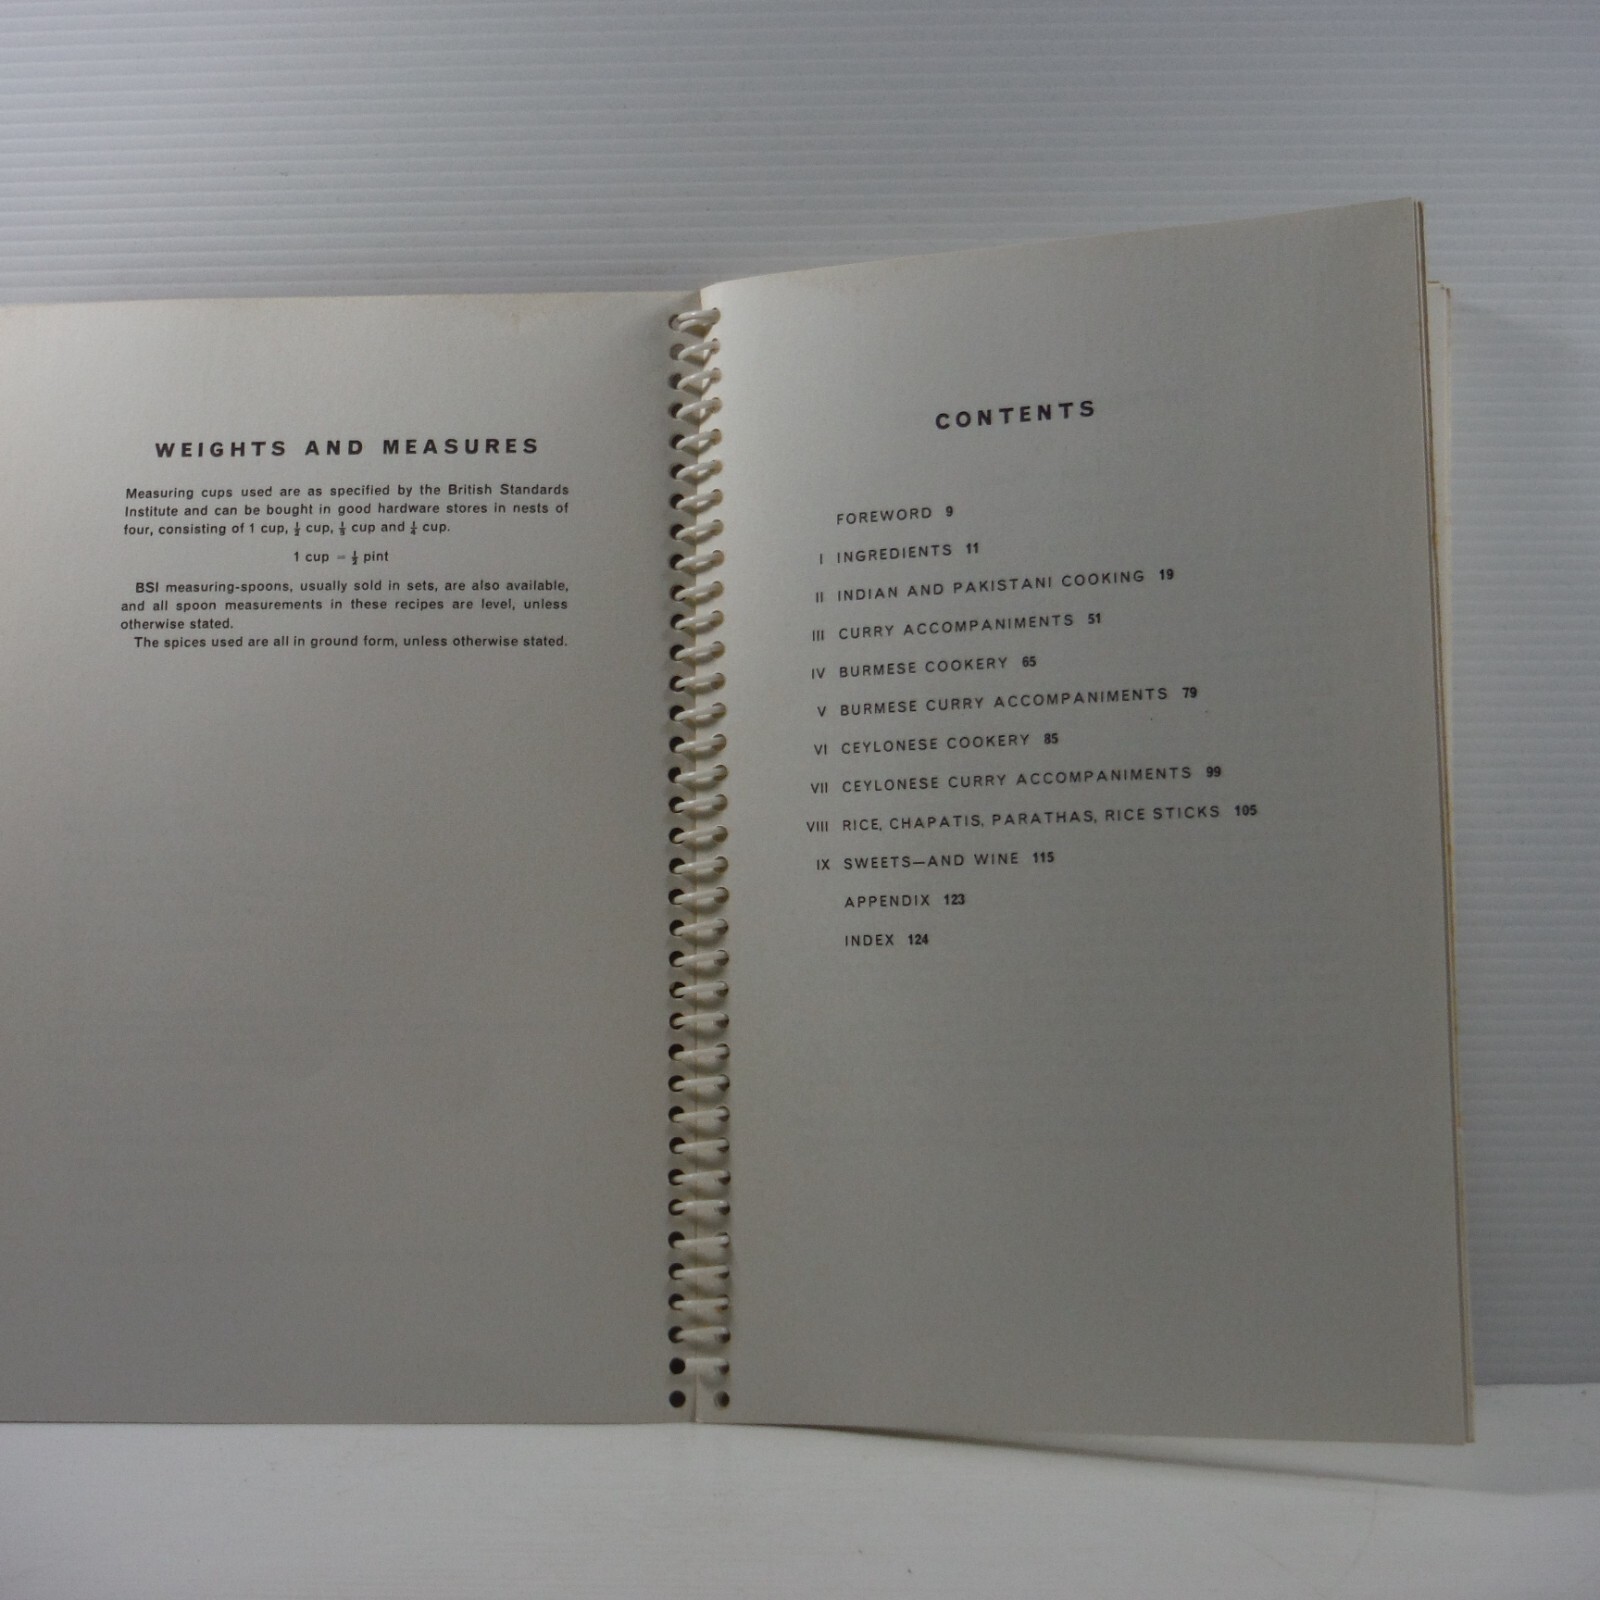 WEIGHTS AND MEASURES
Measuring cups used are as specified by the British Standards
Institute and can be bought in good hardware stores in nests of
four, consisting of 1 cup, ½ cup, ⅓ cup and ¼ cup.
1 cup = ½ pint
BSI measuring-spoons, usually sold in sets, are also available,
and all spoon measurements in these recipes are level, unless
otherwise stated.
The spices used are all in ground form, unless otherwise stated.
CONTENTS
FOREWORD 9
I INGREDIENTS 11
II INDIAN AND PAKISTANI COOKING 19
III CURRY ACCOMPANIMENTS 51
IV BURMESE COOKERY 65
V BURMESE CURRY ACCOMPANIMENTS 79
VI CEYLONESE COOKERY 85
VII CEYLONESE CURRY ACCOMPANIMENTS 99
VIII RICE, CHAPATIS, PARATHAS, RICE STICKS 105
IX SWEETS—AND WINE 115
APPENDIX 123
INDEX 124